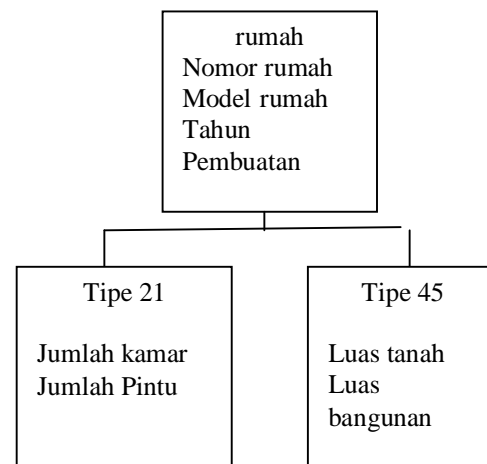 rumah
Nomor rumah
Model rumah
Tahun
Pembuatan
Tipe 21
Jumlah kamar
Jumlah Pintu
Tipe 45
Luas tanah
Luas
bangunan